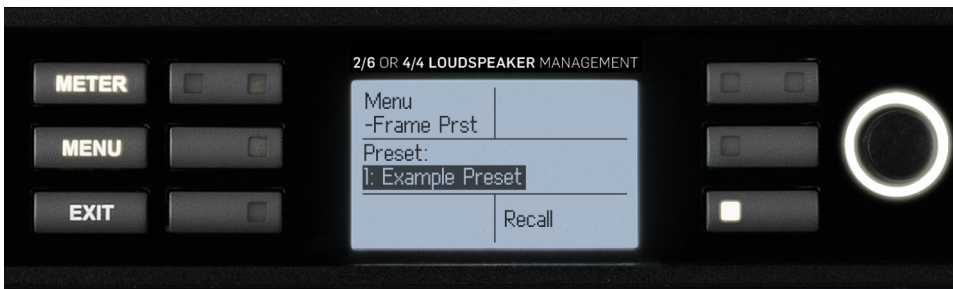 2/6 OR 4/4 LOUDSPEAKER MANAGEMENT
METER
MENU
EXIT
Menu
-Frame Prst
Preset:
1: Example Preset
Recall